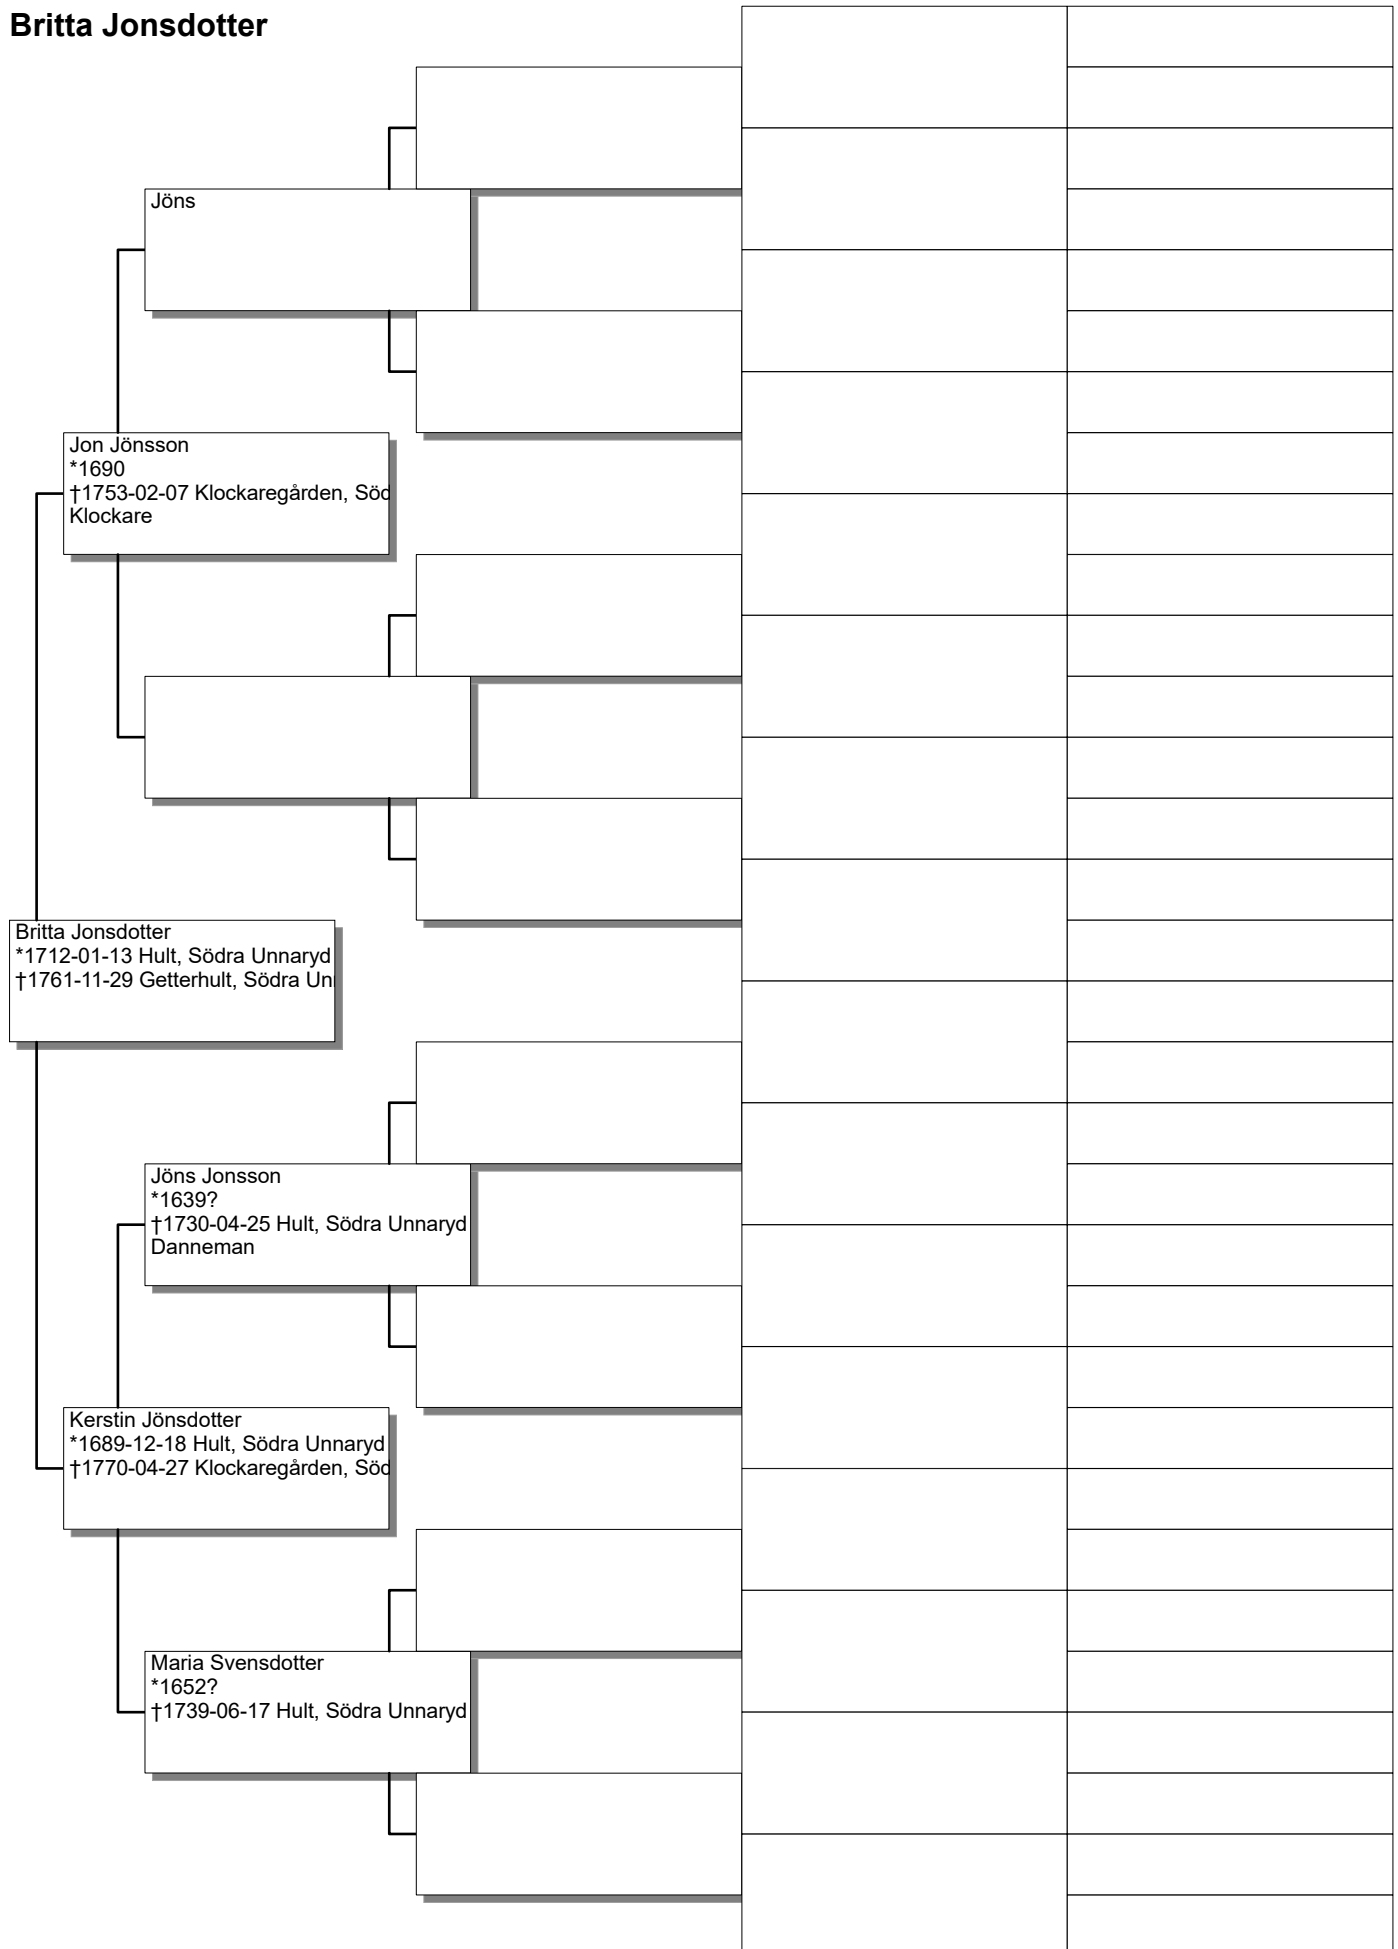 Britta Jonsdotter
Jöns
Jon Jönsson
*1690
†1753-02-07 Klockaregården, Söd
Klockare
Britta Jonsdotter
*1712-01-13 Hult, Södra Unnaryd
†1761-11-29 Getterhult, Södra Un
Jöns Jonsson
*1639?
†1730-04-25 Hult, Södra Unnaryd
Danneman
Kerstin Jönsdotter
*1689-12-18 Hult, Södra Unnaryd
†1770-04-27 Klockaregården, Söd
Maria Svensdotter
*1652?
†1739-06-17 Hult, Södra Unnaryd